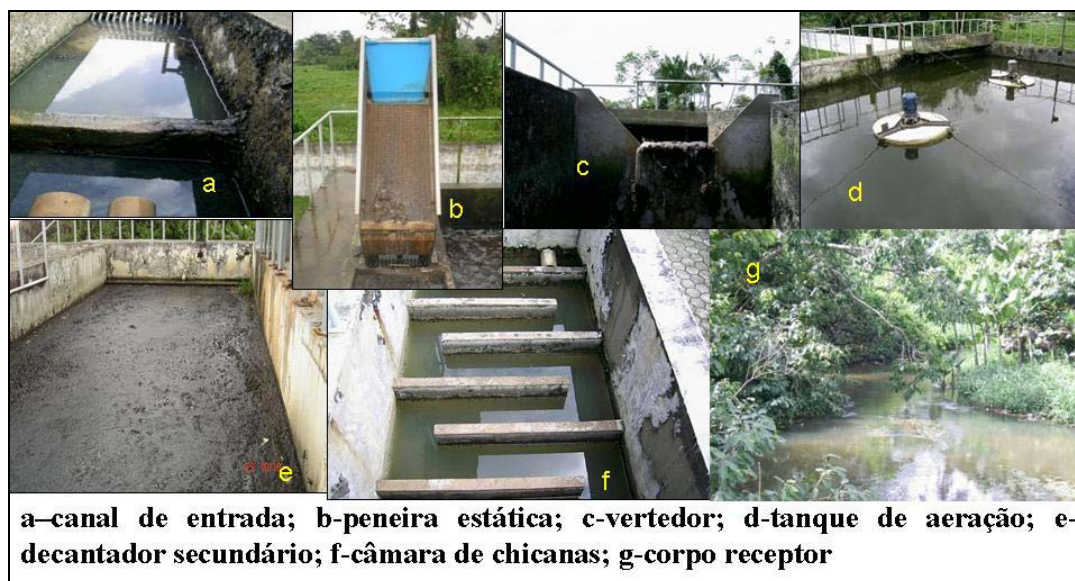 a
b
c
d
e
f
g
a–canal de entrada; b-peneira estática; c-vertedor; d-tanque de aeração; e-
decantador secundário; f-câmara de chicanas; g-corpo receptor